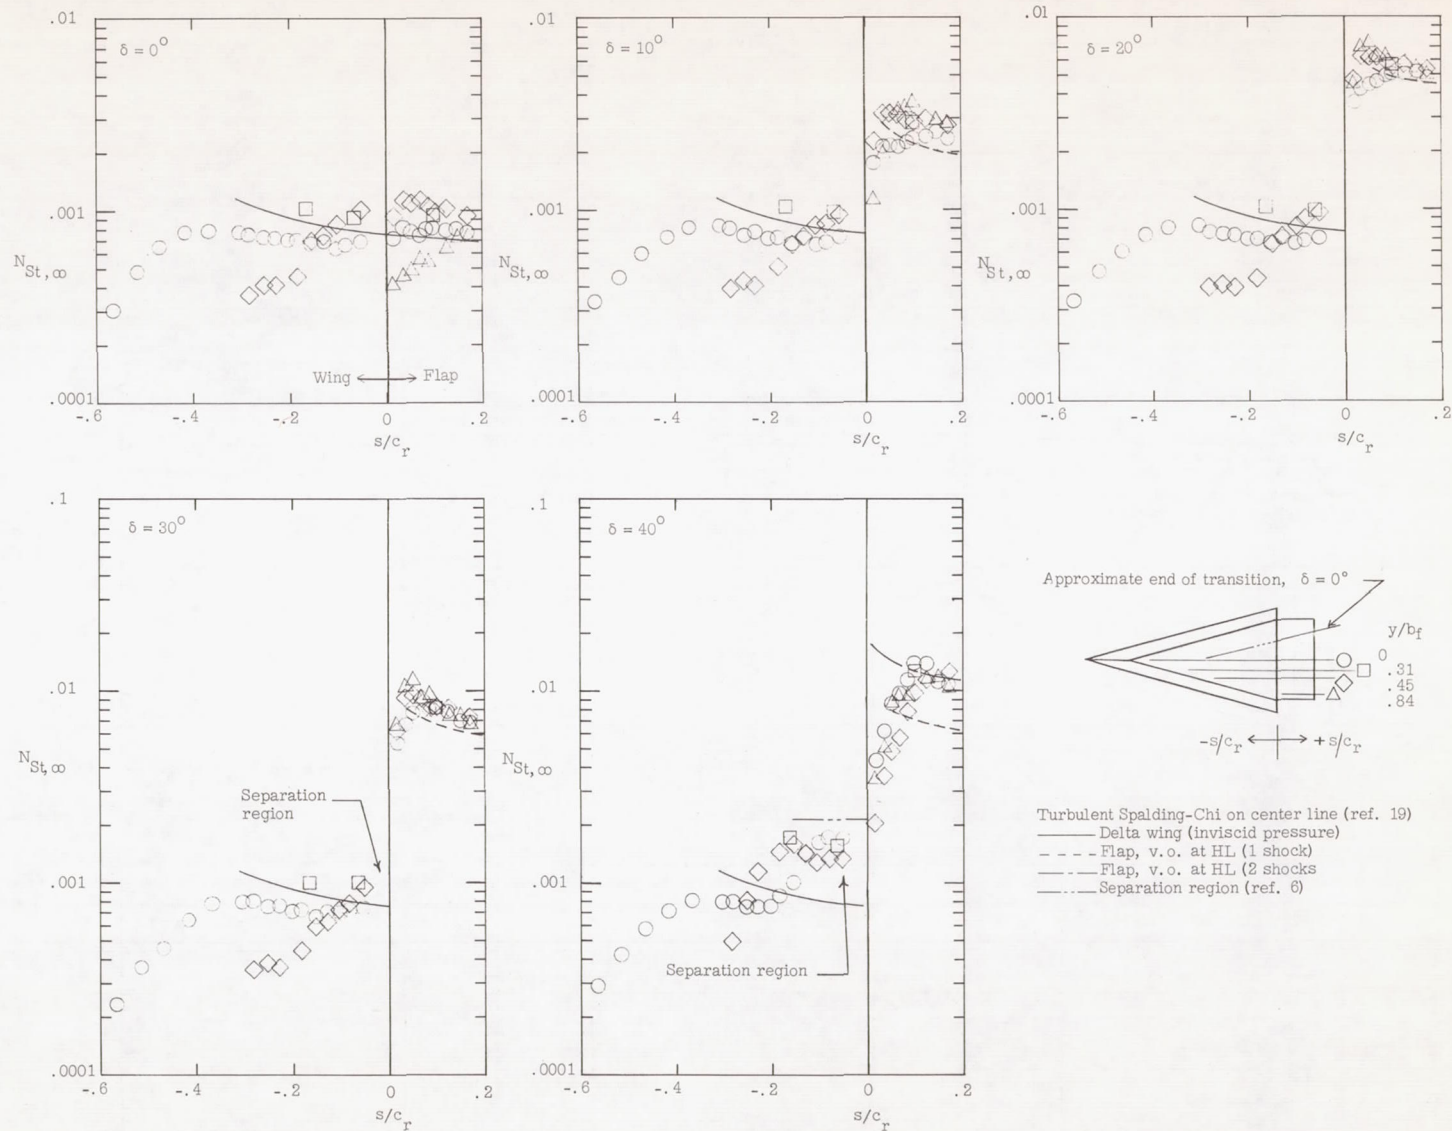 .01
δ = 0°
.001
N_St,∞
Wing ↔ Flap
.0001
-.6
-.4
-.2
0
.2
s/c_r
.01
δ = 10°
.001
N_St,∞
.0001
-.6
-.4
-.2
0
.2
s/c_r
.01
δ = 20°
.001
N_St,∞
.0001
-.6
-.4
-.2
0
.2
s/c_r
.1
δ = 30°
.01
N_St,∞
Separation
region
.001
.0001
-.6
-.4
-.2
0
.2
s/c_r
.1
δ = 40°
.01
N_St,∞
.001
Separation region
.0001
-.6
-.4
-.2
0
.2
s/c_r
Approximate end of transition, δ = 0°
y/b_f
0
.31
.45
.84
-s/c_r ↔ + s/c_r
Turbulent Spalding-Chi on center line (ref. 19)
Delta wing (inviscid pressure)
Flap, v.o. at HL (1 shock)
Flap, v.o. at HL (2 shocks
Separation region (ref. 6)